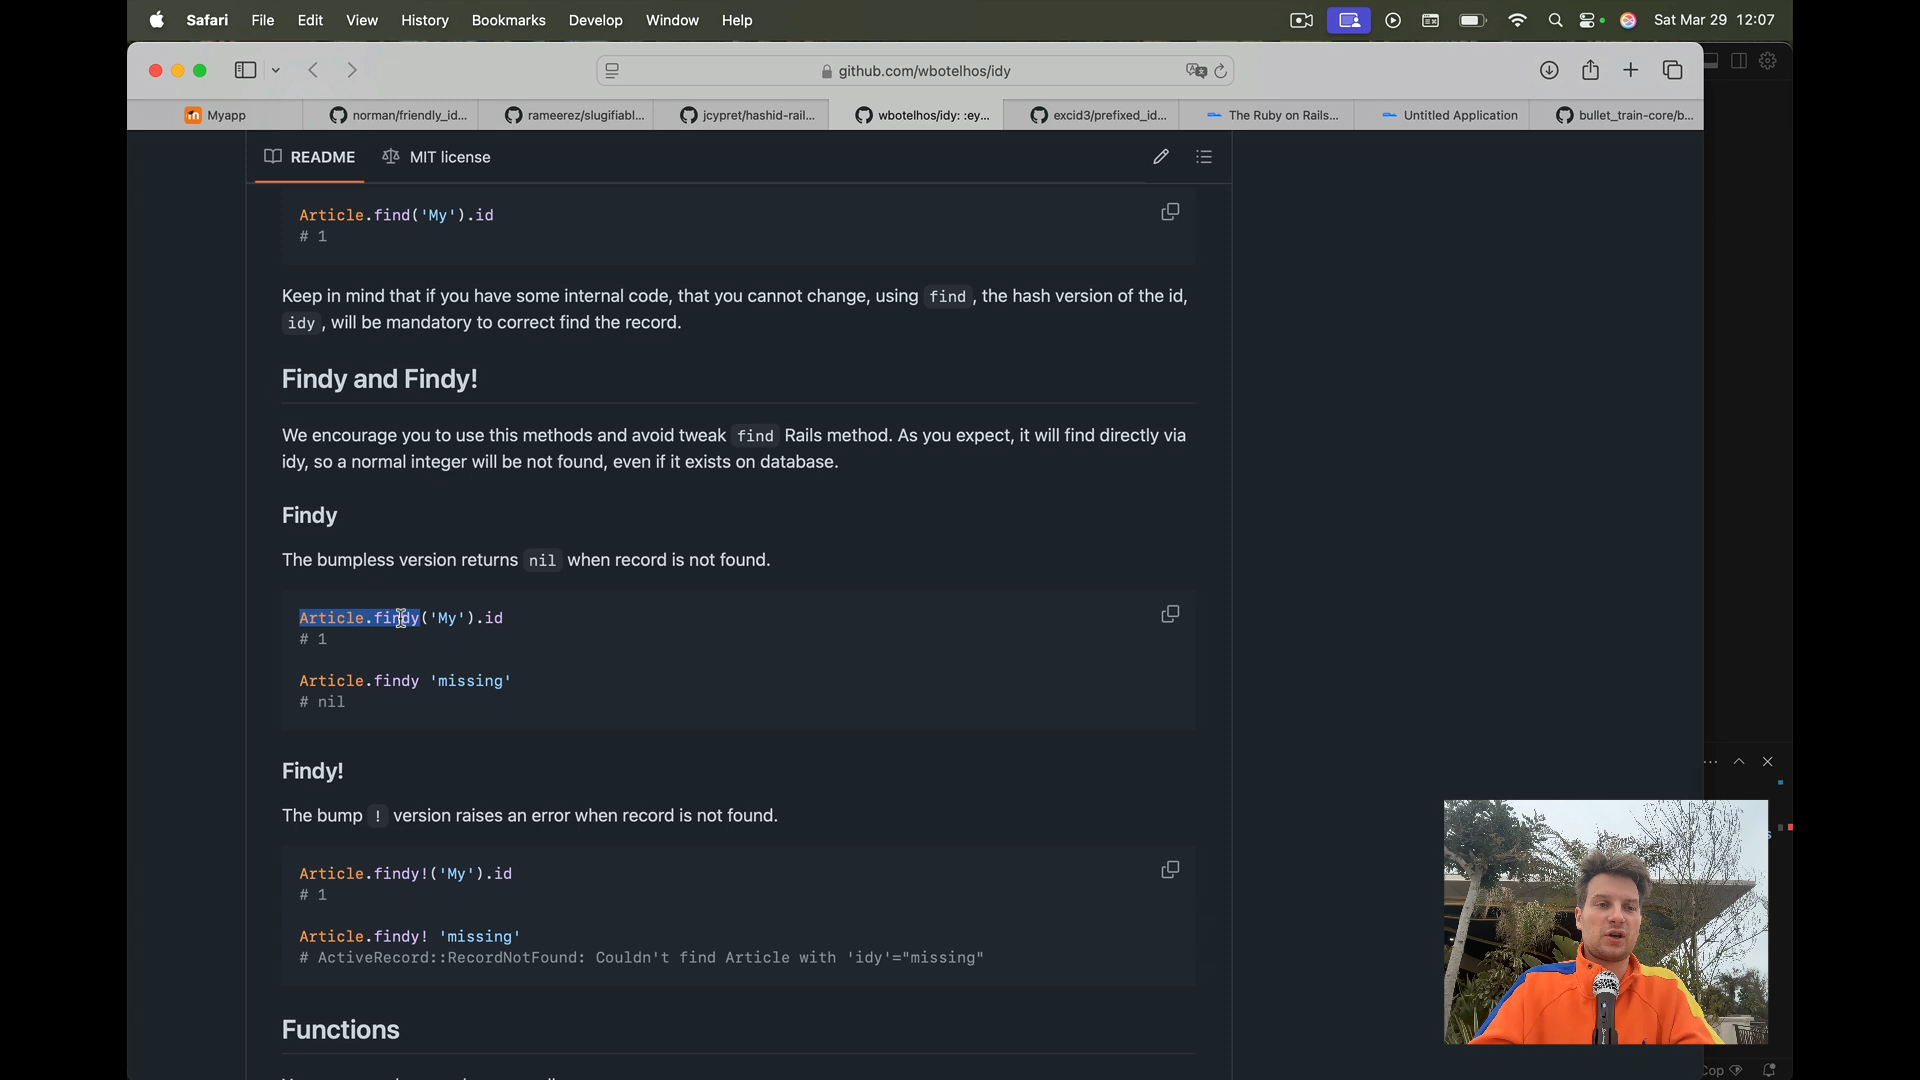 Safari File Edit View History Bookmarks Develop Window Help Sat Mar 29 12:07
github.com/wbotelhos/idy
Myapp norman/friendly_id... rameerez/slugifiabl... jcypret/hashid-rail... wbotelhos/idy: :ey... excid3/prefixed_id... The Ruby on Rails... Untitled Application bullet_train-core/b...
README MIT license
Article.find('My').id
# 1
Keep in mind that if you have some internal code, that you cannot change, using find , the hash version of the id,
idy , will be mandatory to correct find the record.
Findy and Findy!
We encourage you to use this methods and avoid tweak find Rails method. As you expect, it will find directly via
idy, so a normal integer will be not found, even if it exists on database.
Findy
The bumpless version returns nil when record is not found.
Article.findy('My').id
# 1
Article.findy 'missing'
# nil
Findy!
The bump ! version raises an error when record is not found.
Article.findy!('My').id
# 1
Article.findy! 'missing'
# ActiveRecord::RecordNotFound: Couldn't find Article with 'idy'="missing"
Functions